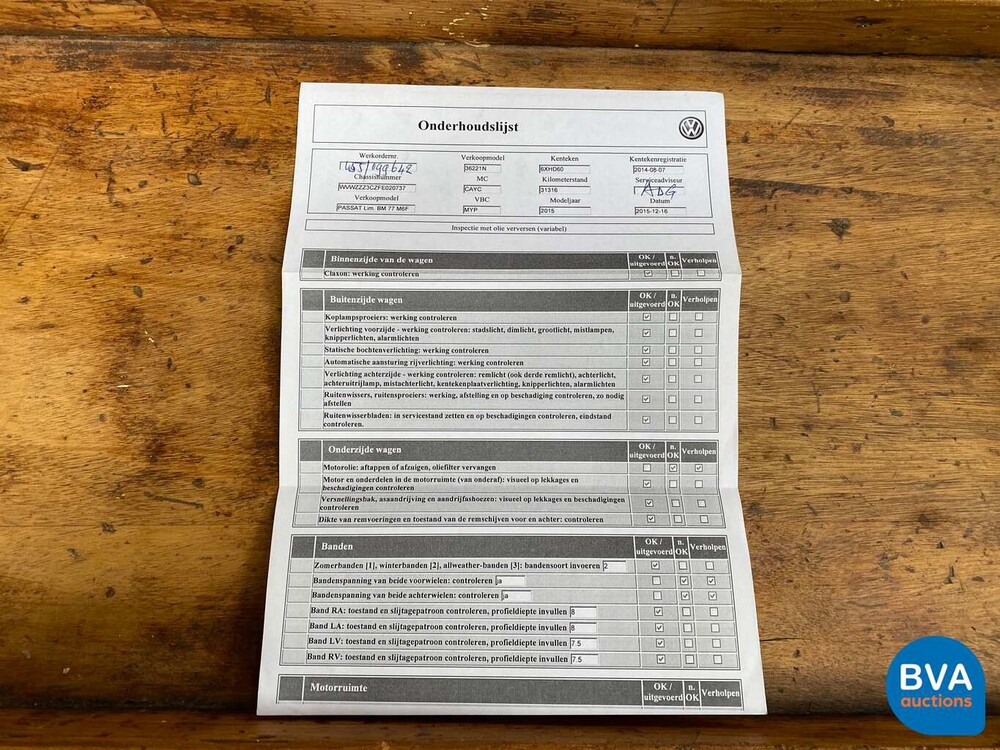 Onderhoudslijst
Werkordernr. Verkoopmodel Kenteken Kentekenregistratie
36221N 6XHD60 2014-08-07
Chassisnummer MC Kilometerstand Serviceadviseur
WVWZZZ3CZFE020737 CAYC 31316 ADG
Verkoopmodel VBC Modeljaar Datum
PASSAT Lim. BM 77 M6F MYP 2015 2015-12-16
Inspectie met olie verversen (variabel)
Binnenzijde van de wagen OK / uitgevoerd n. OK Verholpen
Claxon: werking controleren
Buitenzijde wagen OK / uitgevoerd n. OK Verholpen
Koplampsproeiers: werking controleren
Verlichting voorzijde - werking controleren: stadslicht, dimlicht, grootlicht, mistlampen,
knipperlichten, alarmlichten
Statische bochtenverlichting: werking controleren
Automatische aansturing rijverlichting: werking controleren
Verlichting achterzijde - werking controleren: remlicht (ook derde remlicht), achterlicht,
achteruitrijlamp, mistachterlicht, kentekenplaatverlichting, knipperlichten, alarmlichten
Ruitenwissers, ruitensproeiers: werking, afstelling en op beschadiging controleren, zo nodig
afstellen
Ruitenwisserbladen: in servicestand zetten en op beschadigingen controleren, eindstand
controleren.
Onderzijde wagen OK / uitgevoerd n. OK Verholpen
Motorolie: aftappen of afzuigen, oliefilter vervangen
Motor en onderdelen in de motorruimte (van onderaf): visueel op lekkages en
beschadigingen controleren
Versnellingsbak, asaandrijving en aandrijfashoezen: visueel op lekkages en beschadigingen
controleren
Dikte van remvoeringen en toestand van de remschijven voor en achter: controleren
Banden OK / uitgevoerd n. OK Verholpen
Zomerbanden [1], winterbanden [2], allweather-banden [3]: bandensoort invoeren 2
Bandenspanning van beide voorwielen: controleren ja
Bandenspanning van beide achterwielen: controleren ja
Band RA: toestand en slijtagepatroon controleren, profieldiepte invullen 8
Band LA: toestand en slijtagepatroon controleren, profieldiepte invullen 8
Band LV: toestand en slijtagepatroon controleren, profieldiepte invullen 7.5
Band RV: toestand en slijtagepatroon controleren, profieldiepte invullen 7.5
Motorruimte OK / uitgevoerd n. OK Verholpen
BVA
auctions